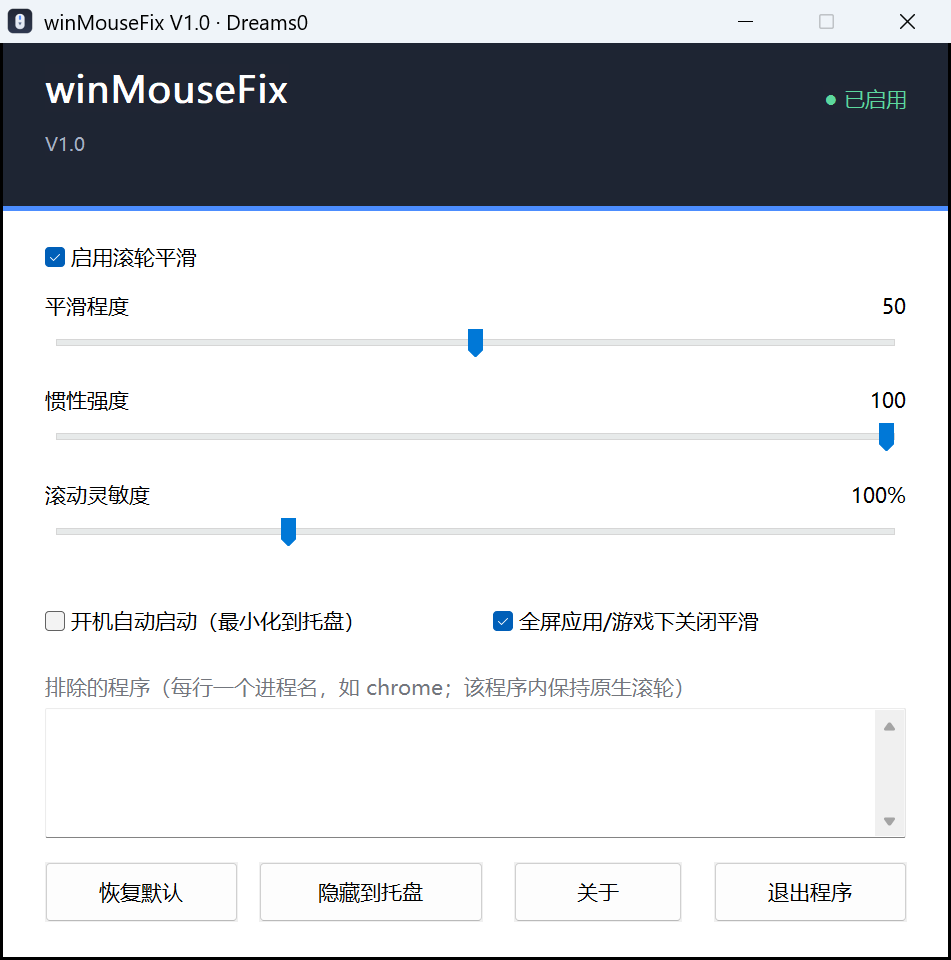 winMouseFix V1.0 · Dreams0
winMouseFix
已启用
V1.0
启用滚轮平滑
平滑程度 50
惯性强度 100
滚动灵敏度 100%
开机自动启动（最小化到托盘） 全屏应用/游戏下关闭平滑
排除的程序（每行一个进程名，如 chrome；该程序内保持原生滚轮）
恢复默认 隐藏到托盘 关于 退出程序